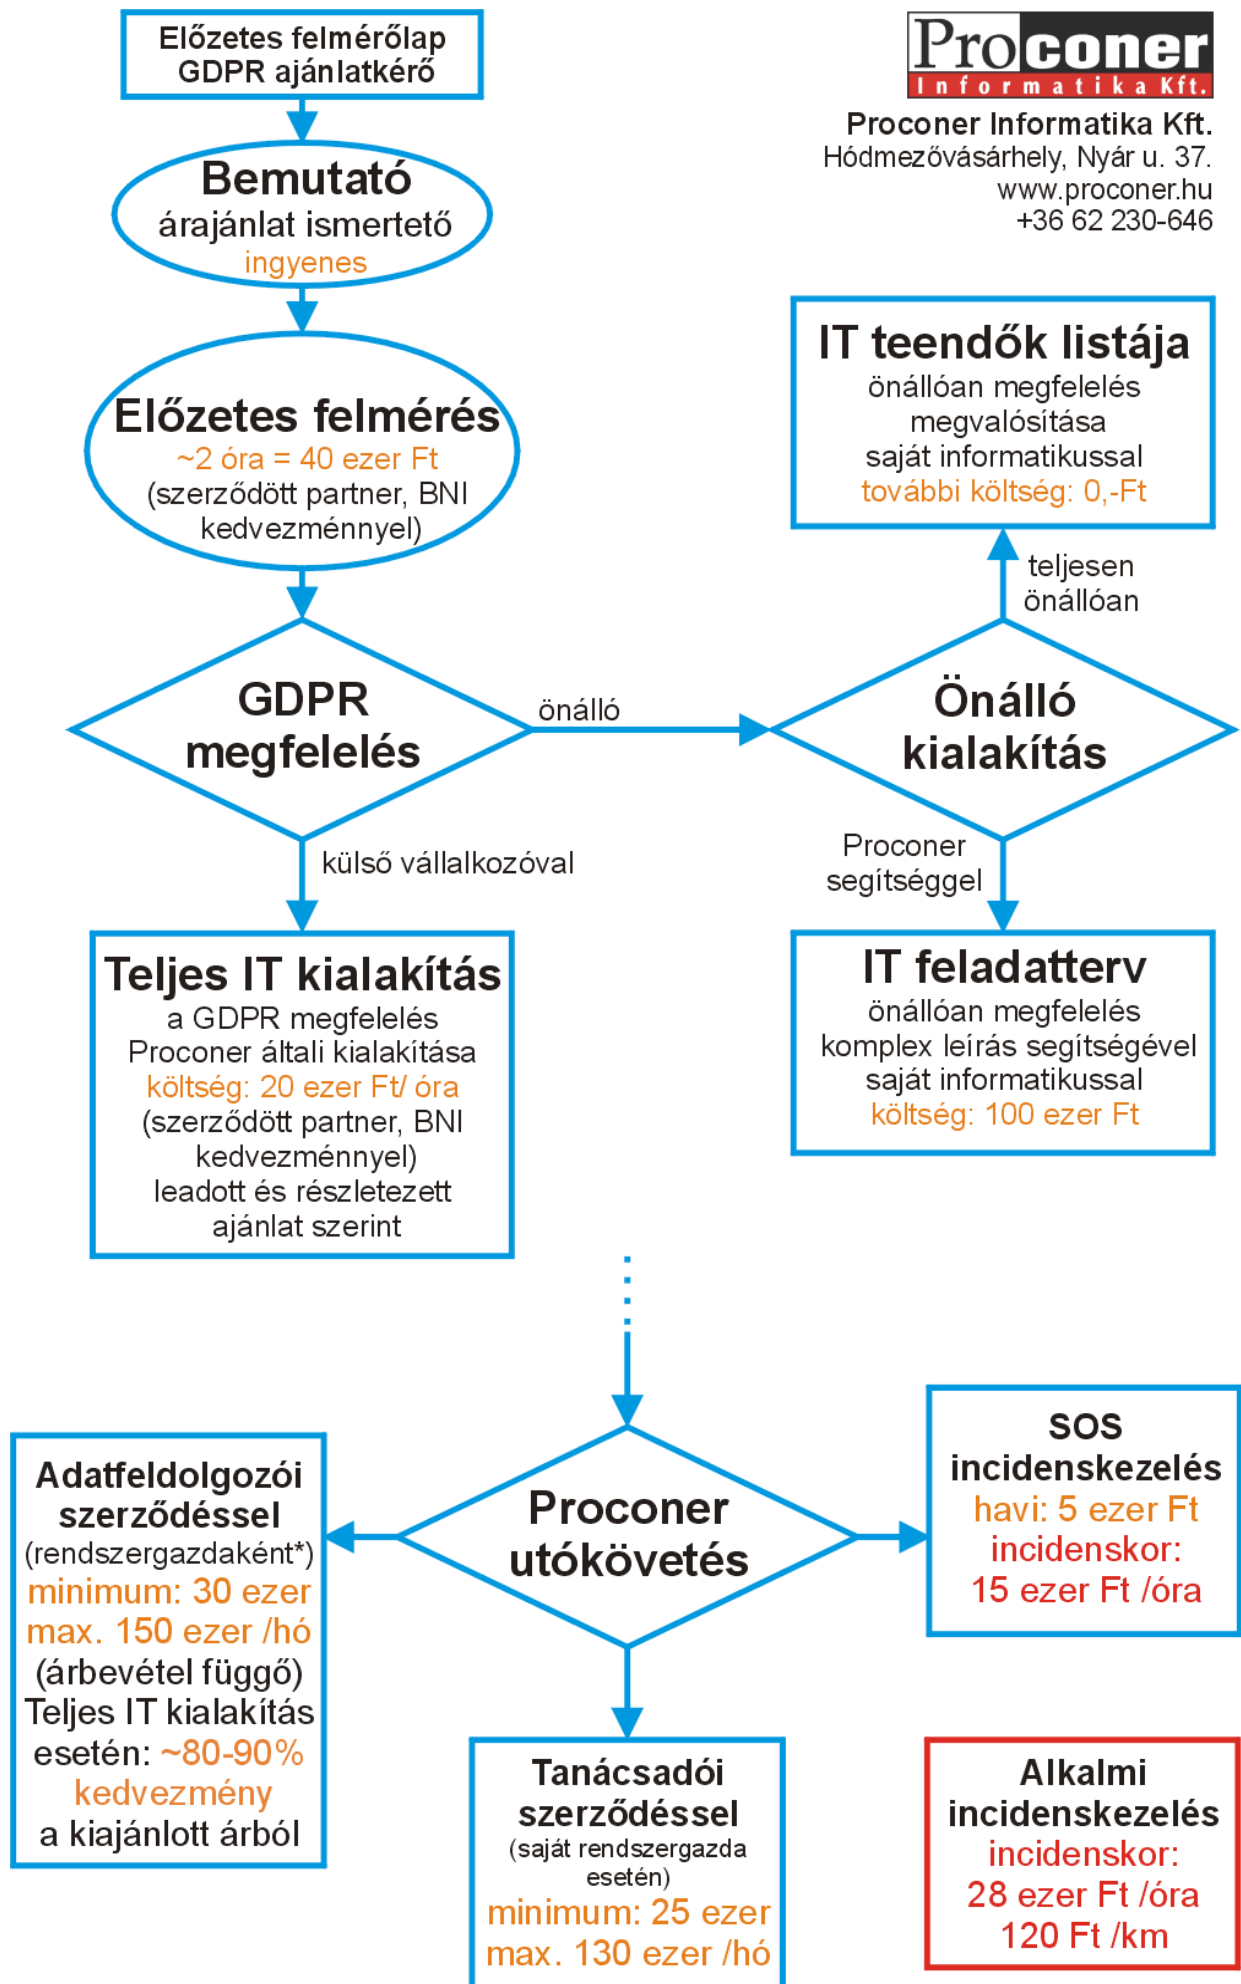 Előzetes felmérőlap
GDPR ajánlatkérő
Proconer
Informatika Kft.
Proconer Informatika Kft.
Hódmezővásárhely, Nyár u. 37.
www.proconer.hu
+36 62 230-646
Bemutató
árajánlat ismertető
ingyenes
Előzetes felmérés
~2 óra = 40 ezer Ft
(szerződött partner, BNI
kedvezménnyel)
IT teendők listája
önállóan megfelelés
megvalósítása
saját informatikussal
további költség: 0,-Ft
teljesen
önállóan
GDPR
megfelelés
önálló
Önálló
kialakítás
külső vállalkozóval
Proconer
segítséggel
Teljes IT kialakítás
a GDPR megfelelés
Proconer általi kialakítása
költség: 20 ezer Ft/ óra
(szerződött partner, BNI
kedvezménnyel)
leadott és részletezett
ajánlat szerint
IT feladatterv
önállóan megfelelés
komplex leírás segítségével
saját informatikussal
költség: 100 ezer Ft
Proconer
utókövetés
Adatfeldolgozói
szerződéssel
(rendszergazdaként*)
minimum: 30 ezer
max. 150 ezer /hó
(árbevétel függő)
Teljes IT kialakítás
esetén: ~80-90%
kedvezmény
a kiajánlott árból
SOS
incidenskezelés
havi: 5 ezer Ft
incidenskor:
15 ezer Ft /óra
Tanácsadói
szerződéssel
(saját rendszergazda
esetén)
minimum: 25 ezer
max. 130 ezer /hó
Alkalmi
incidenskezelés
incidenskor:
28 ezer Ft /óra
120 Ft /km